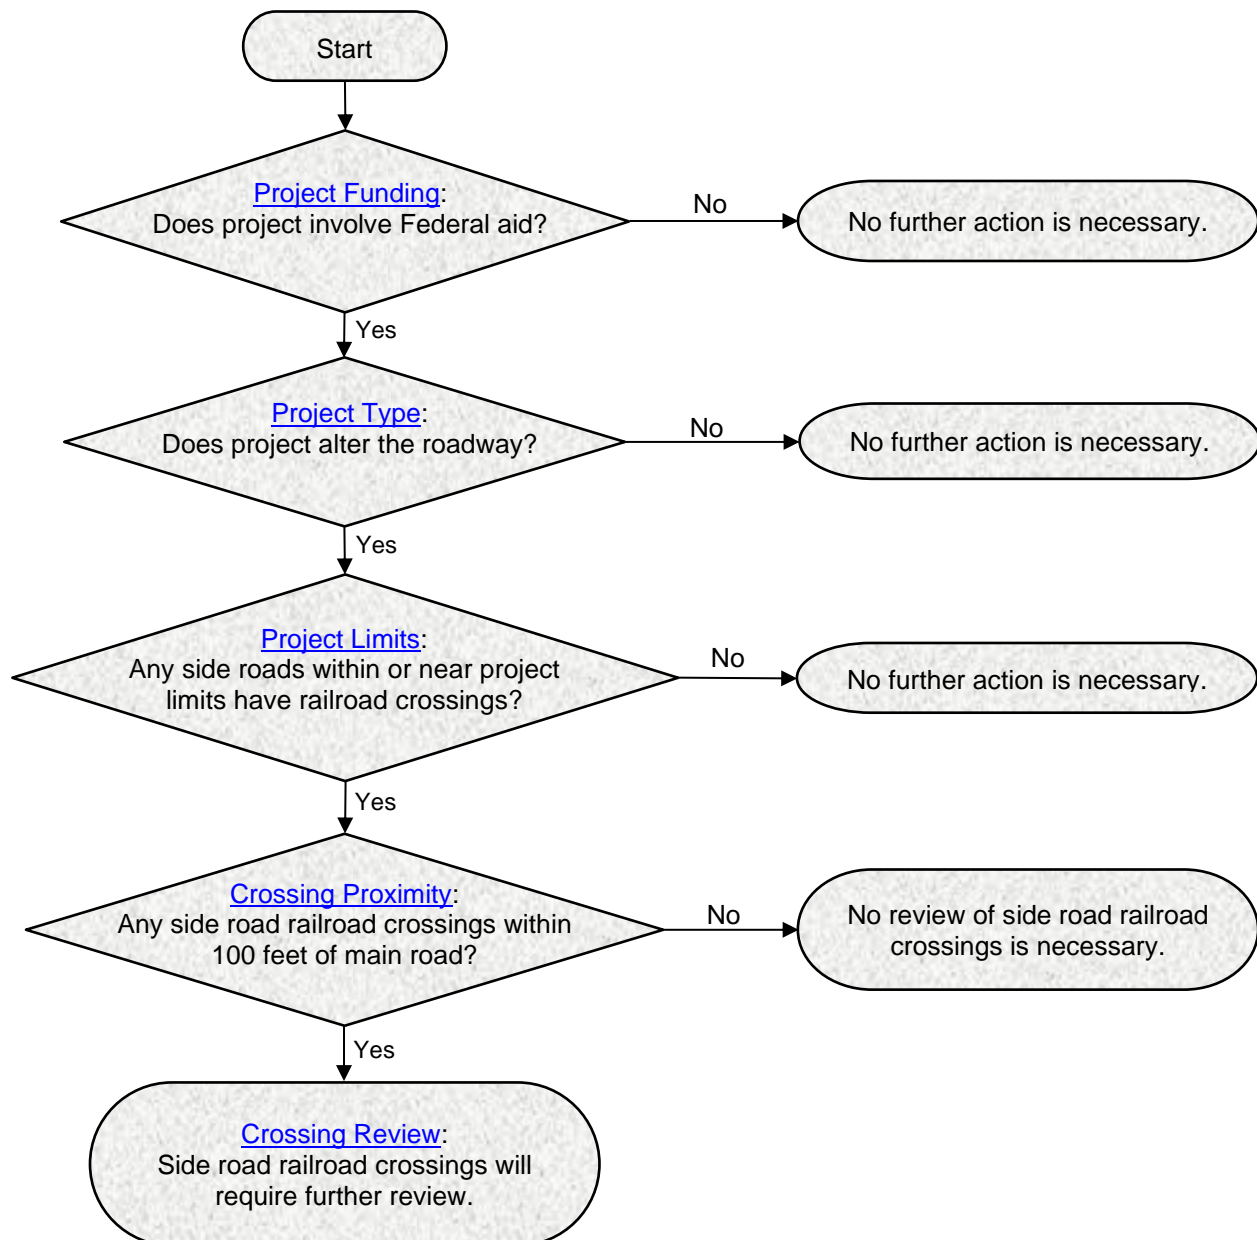 Start
Project Funding:
Does project involve Federal aid?
No
No further action is necessary.
Yes
Project Type:
Does project alter the roadway?
No
No further action is necessary.
Yes
Project Limits:
Any side roads within or near project
limits have railroad crossings?
No
No further action is necessary.
Yes
Crossing Proximity:
Any side road railroad crossings within
100 feet of main road?
No
No review of side road railroad
crossings is necessary.
Yes
Crossing Review:
Side road railroad crossings will
require further review.